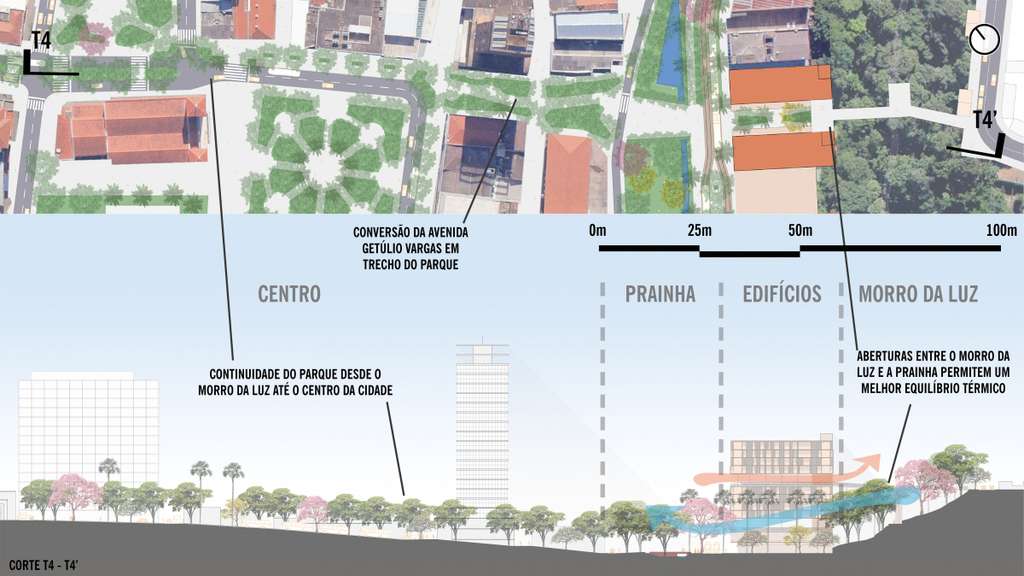 T4
T4'
CONVERSÃO DA AVENIDA
GETÚLIO VARGAS EM
TRECHO DO PARQUE
0m
25m
50m
100m
CENTRO
PRAINHA
EDIFÍCIOS
MORRO DA LUZ
CONTINUIDADE DO PARQUE DESDE O
MORRO DA LUZ ATÉ O CENTRO DA CIDADE
ABERTURAS ENTRE O MORRO DA
LUZ E A PRAINHA PERMITEM UM
MELHOR EQUILÍBRIO TÉRMICO
CORTE T4 - T4'